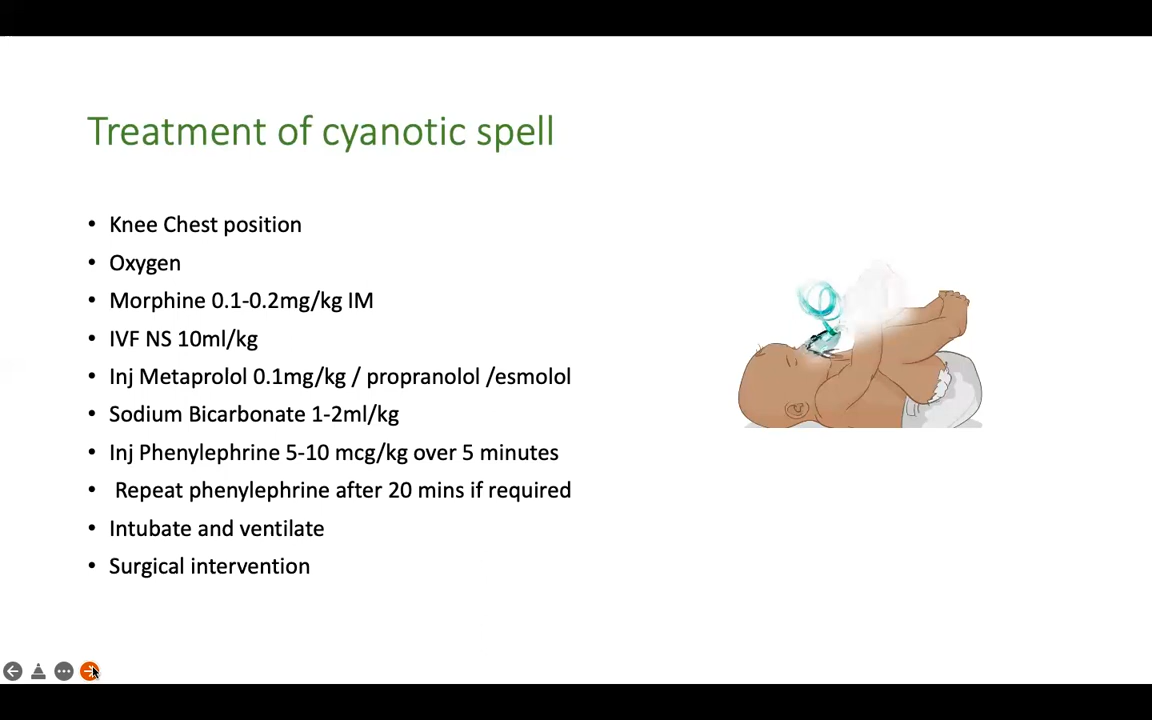 Treatment of cyanotic spell
• Knee Chest position
• Oxygen
• Morphine 0.1-0.2mg/kg IM
• IVF NS 10ml/kg
• Inj Metaprolol 0.1mg/kg / propranolol /esmolol
• Sodium Bicarbonate 1-2ml/kg
• Inj Phenylephrine 5-10 mcg/kg over 5 minutes
• Repeat phenylephrine after 20 mins if required
• Intubate and ventilate
• Surgical intervention